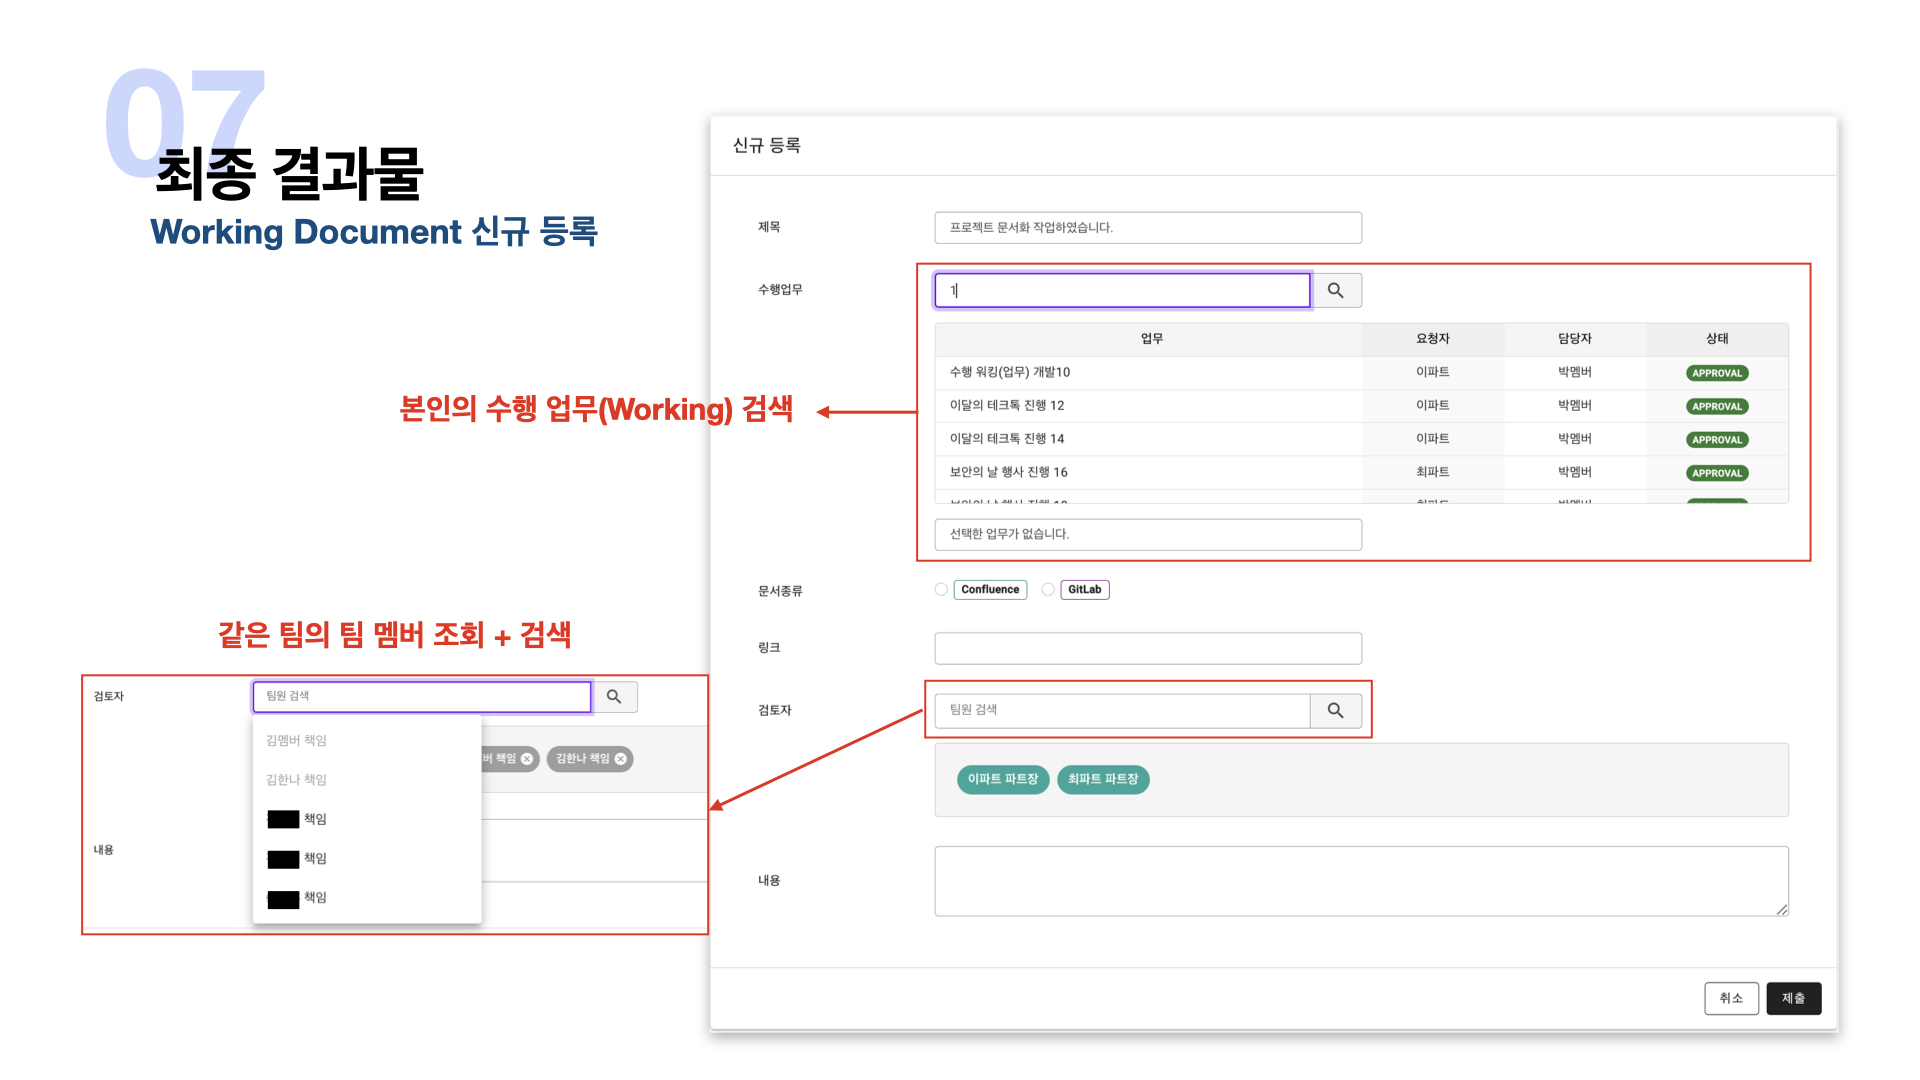 07
최종 결과물
Working Document 신규 등록
신규 등록
제목
프로젝트 문서화 작업하였습니다.
수행업무
1
업무 요청자 담당자 상태
수행 워킹(업무) 개발10 이파트 박멤버 APPROVAL
이달의 테크톡 진행 12 이파트 박멤버 APPROVAL
이달의 테크톡 진행 14 이파트 박멤버 APPROVAL
보안의 날 행사 진행 16 최파트 박멤버 APPROVAL
선택한 업무가 없습니다.
본인의 수행 업무(Working) 검색
문서종류
Confluence GitLab
링크
검토자
팀원 검색
이파트 파트장 최파트 파트장
내용
취소 제출
같은 팀의 팀 멤버 조회 + 검색
검토자
팀원 검색
김멤버 책임
김한나 책임
책임
책임
책임
버 책임 김한나 책임
내용